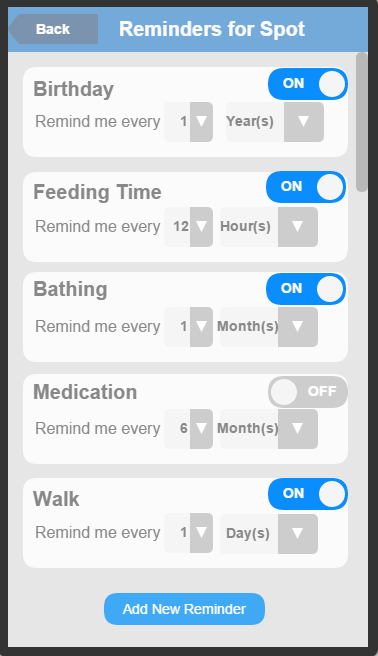 Back
Reminders for Spot
Birthday
ON
Remind me every 1 Year(s)
Feeding Time
ON
Remind me every 12 Hour(s)
Bathing
ON
Remind me every 1 Month(s)
Medication
OFF
Remind me every 6 Month(s)
Walk
ON
Remind me every 1 Day(s)
Add New Reminder